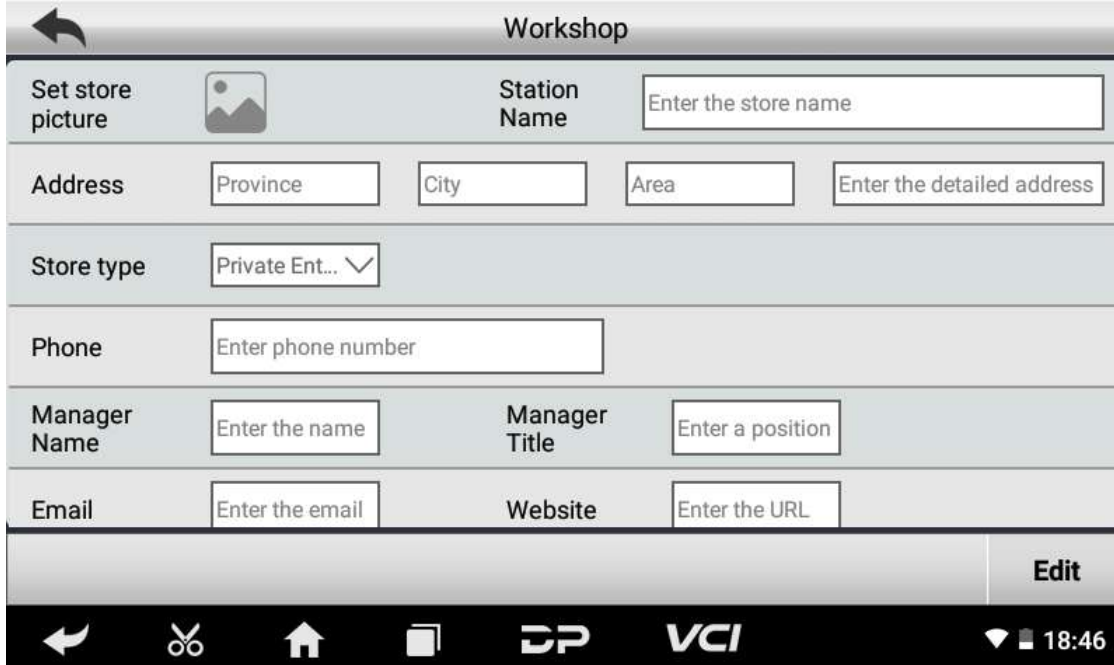 Workshop
Set store
picture
Station
Name
Enter the store name
Address
Province
City
Area
Enter the detailed address
Store type
Private Ent...
Phone
Enter phone number
Manager
Name
Enter the name
Manager
Title
Enter a position
Email
Enter the email
Website
Enter the URL
Edit
DP
VCI
18:46